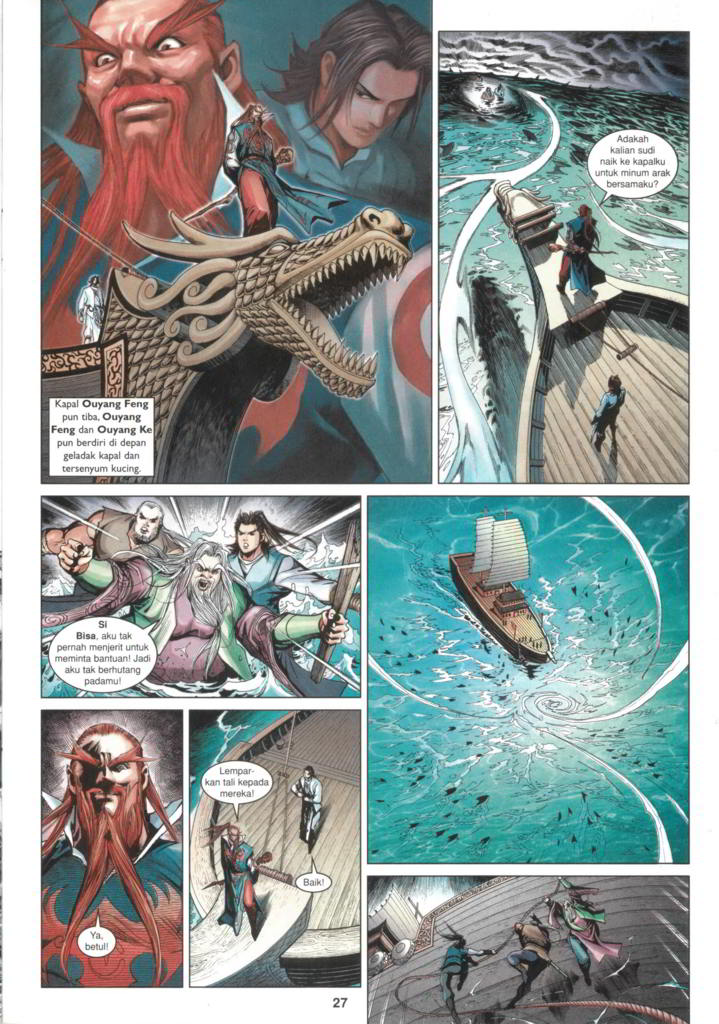 Kapal Ouyang Feng
pun tiba, Ouyang
Feng dan Ouyang Ke
pun berdiri di depan
geladak kapal dan
tersenyum kucing.
Adakah
kalian sudi
naik ke kapalku
untuk minum arak
bersamaku?
Si
Bisa, aku tak
pernah menjerit untuk
meminta bantuan! Jadi
aku tak berhutang
padamu!
Ya,
betul!
Lempar-
kan tali kepada
mereka!
Baik!
27